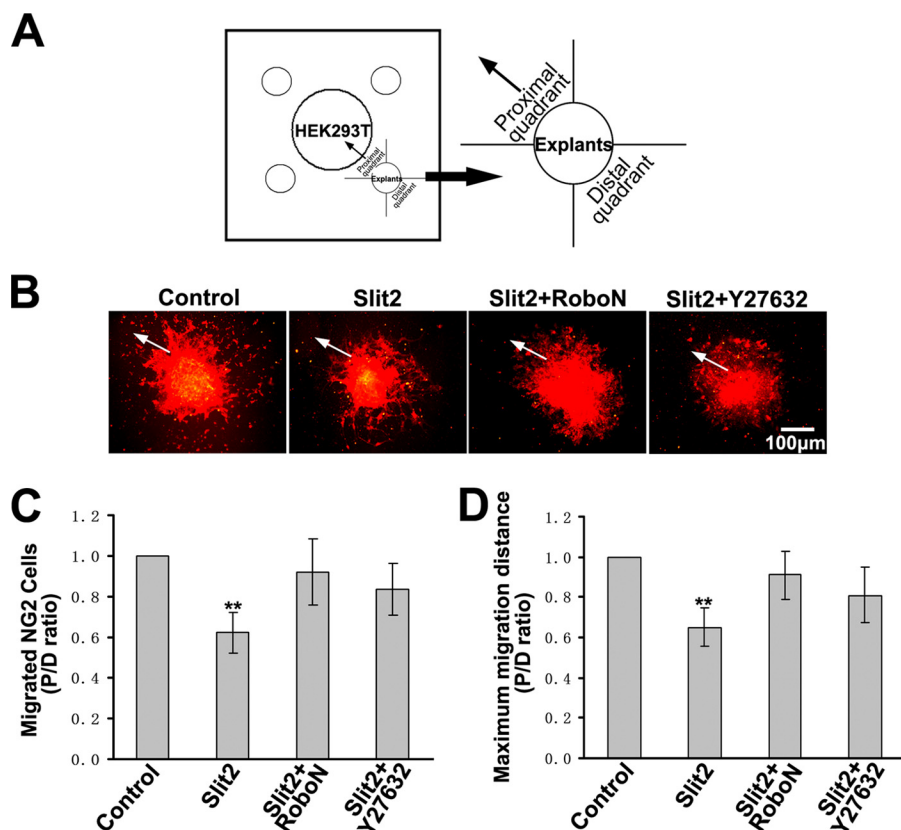 A
HEK293T
Proximal
quadrant
Explants
Distal
quadrant
Proximal
quadrant
Explants
Distal
quadrant
B
Control
Slit2
Slit2+RoboN
Slit2+Y27632
100µm
C
Migrated NG2 Cells
(P/D ratio)
1.2
1.0
0.8
0.6
0.4
0.2
0.0
**
Control
Slit2
Slit2+
RoboN
Slit2+
Y27632
D
Maximum migration distance
(P/D ratio)
1.2
1.0
0.8
0.6
0.4
0.2
0.0
**
Control
Slit2
Slit2+
RoboN
Slit2+
Y27632